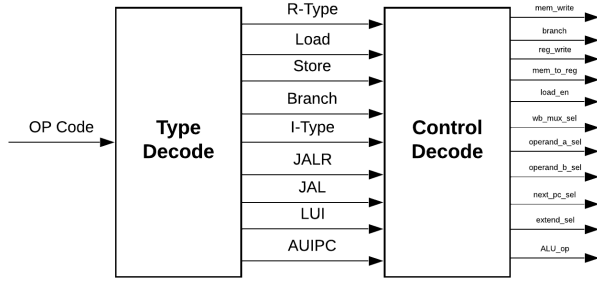 OP Code
Type
Decode
R-Type
Load
Store
Branch
I-Type
JALR
JAL
LUI
AUIPC
Control
Decode
mem_write
branch
reg_write
mem_to_reg
load_en
wb_mux_sel
operand_a_sel
operand_b_sel
next_pc_sel
extend_sel
ALU_op